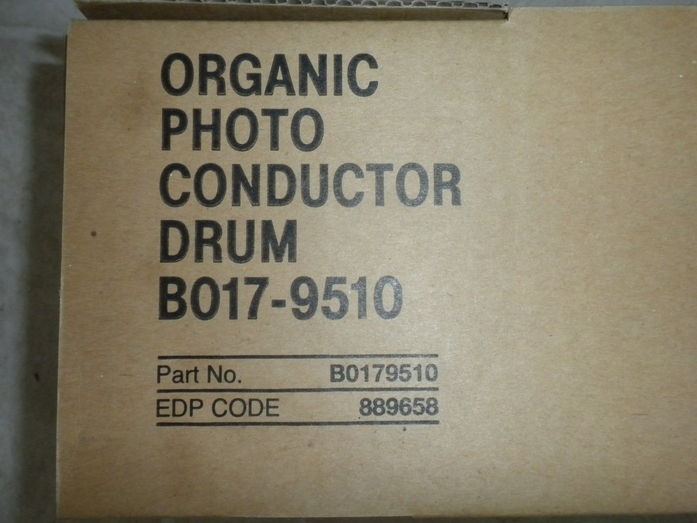 ORGANIC
PHOTO
CONDUCTOR
DRUM
B017-9510
Part No. B0179510
EDP CODE 889658